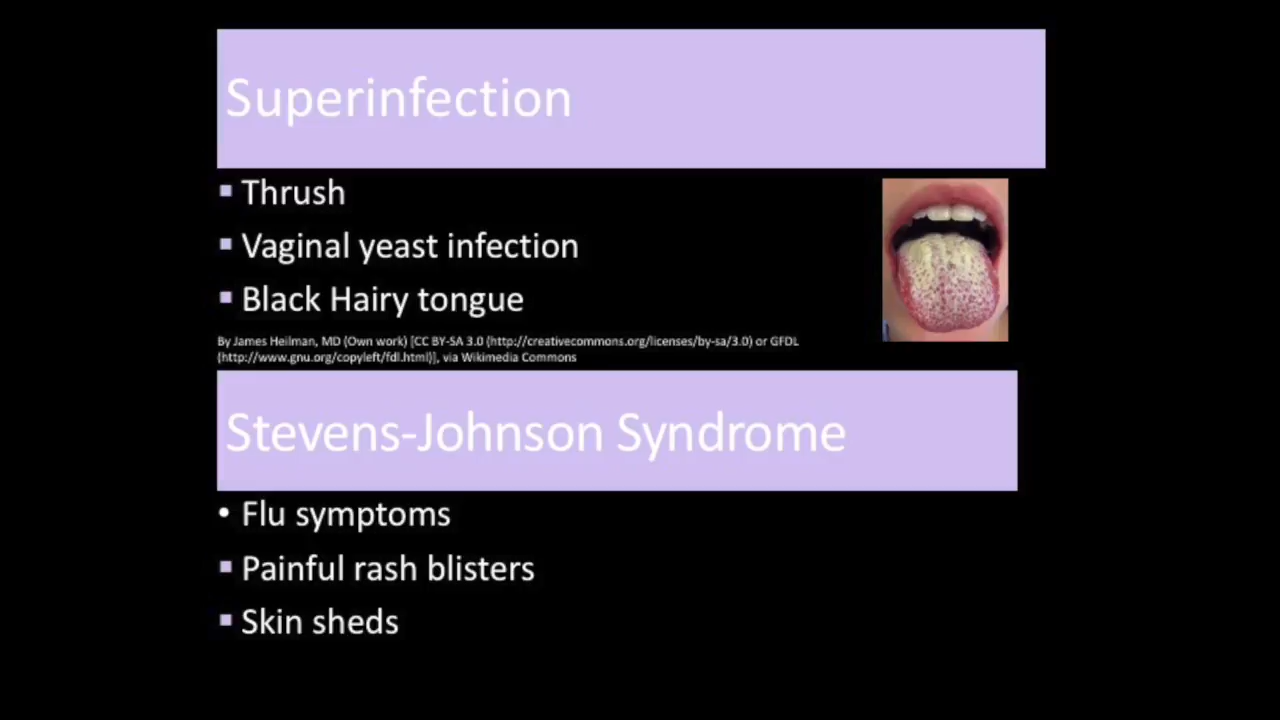 Superinfection
Thrush
Vaginal yeast infection
Black Hairy tongue
By James Heilman, MD (Own work) [CC BY-SA 3.0 (http://creativecommons.org/licenses/by-sa/3.0) or GFDL
(http://www.gnu.org/copyleft/fdl.html)], via Wikimedia Commons
Stevens-Johnson Syndrome
• Flu symptoms
Painful rash blisters
Skin sheds